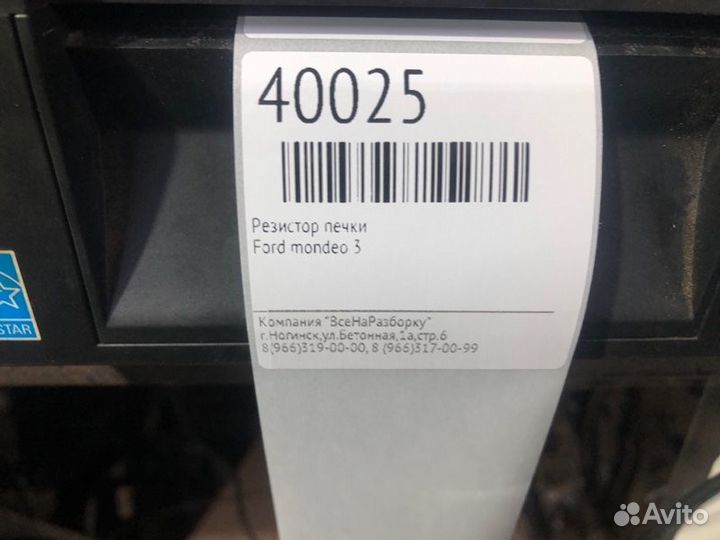 40025
Резистор печки
Ford mondeo 3
Компания "ВсеНаРазборку"
г.Ногинск,ул.Бетонная,1а,стр.6
8(966)319-00-00, 8 (966)317-00-99
STAR
Avito